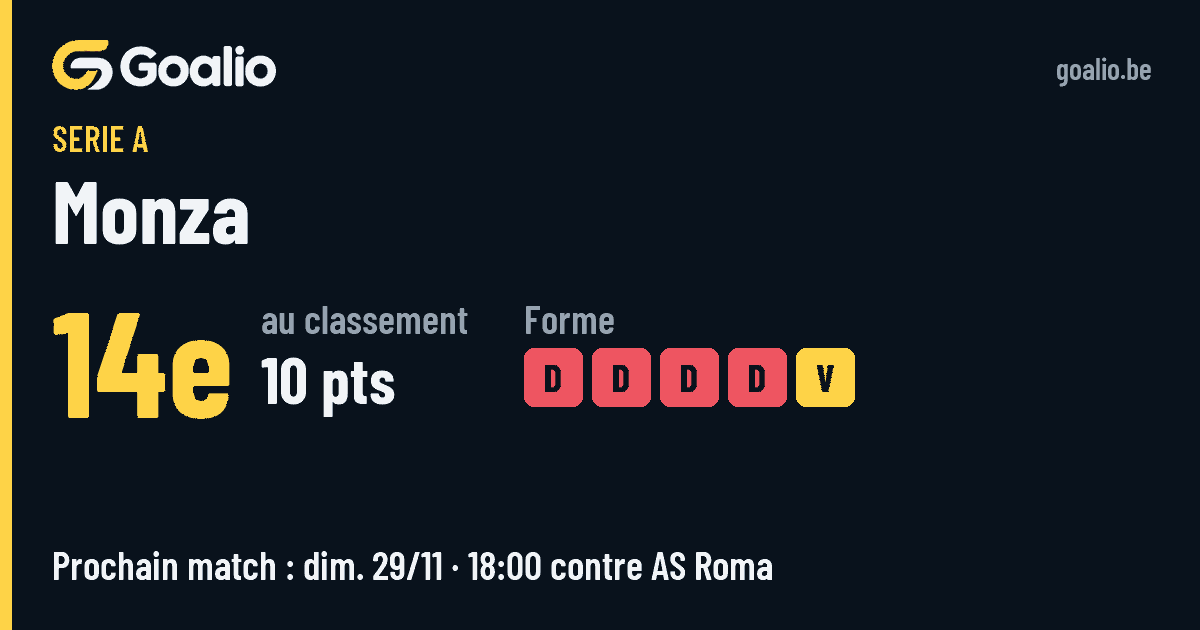 Goalio
goalio.be
SERIE A
Monza
14e
au classement
10 pts
Forme
D D D D V
Prochain match : dim. 29/11 · 18:00 contre AS Roma